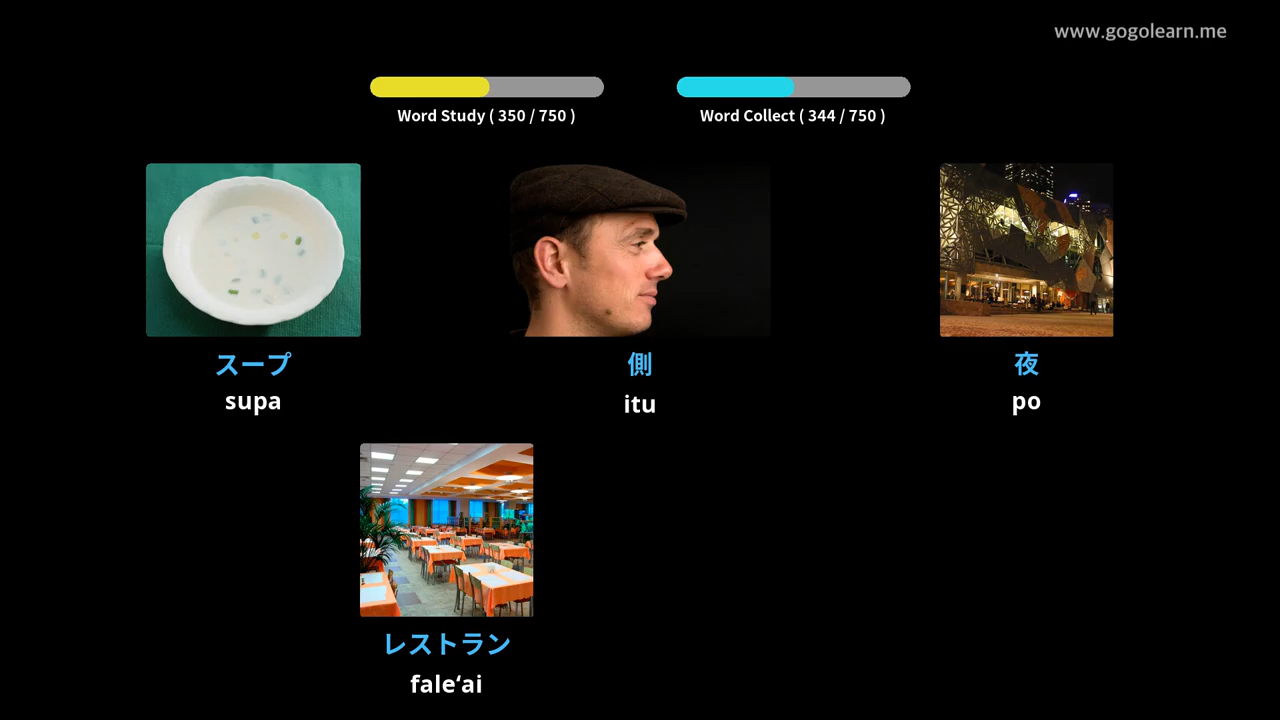 www.gogolearn.me
Word Study ( 350 / 750 )
Word Collect ( 344 / 750 )
スープ
supa
側
itu
夜
po
レストラン
fale‘ai